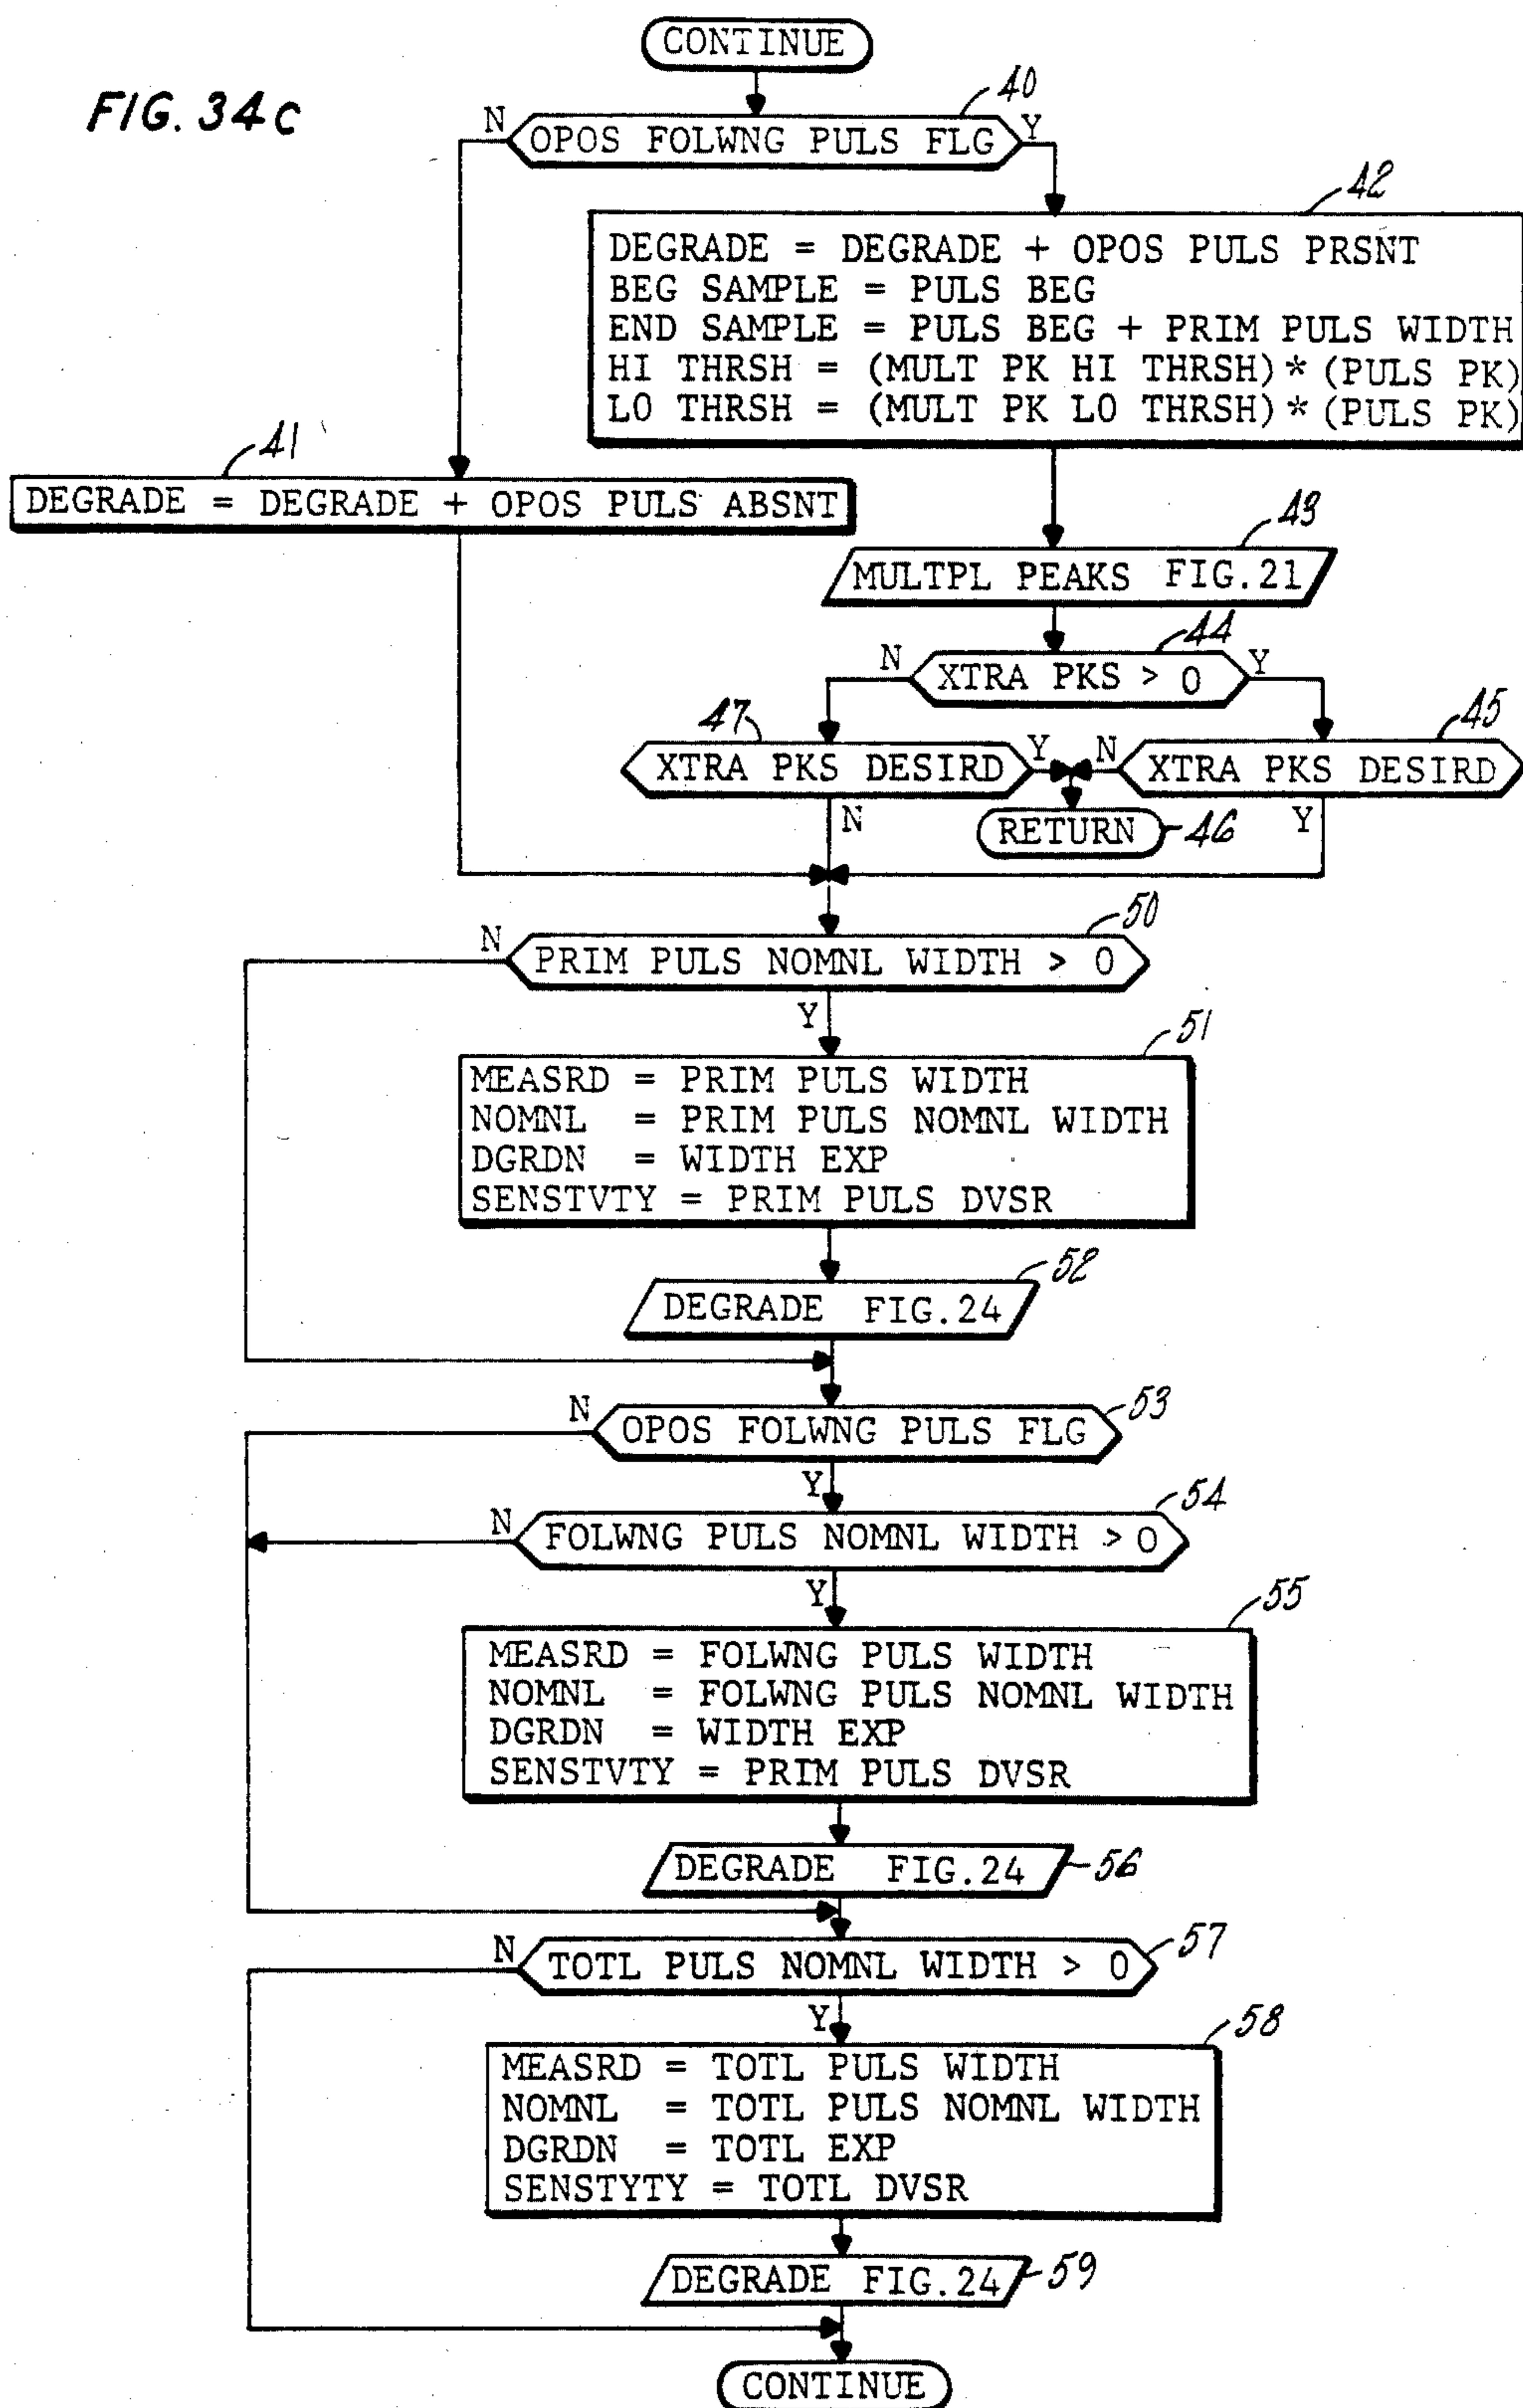 CONTINUE
FIG. 34c
40
N
OPOS FOLWNG PULS FLG
Y
42
DEGRADE = DEGRADE + OPOS PULS PRSNT
BEG SAMPLE = PULS BEG
END SAMPLE = PULS BEG + PRIM PULS WIDTH
HI THRSH = (MULT PK HI THRSH)*(PULS PK)
LO THRSH = (MULT PK LO THRSH)*(PULS PK)
41
DEGRADE = DEGRADE + OPOS PULS ABSNT
43
MULTPL PEAKS FIG.21
44
N
XTRA PKS > 0
Y
47
45
XTRA PKS DESIRD
Y
N
XTRA PKS DESIRD
N
RETURN
46
Y
50
N
PRIM PULS NOMNL WIDTH > 0
Y
51
MEASRD = PRIM PULS WIDTH
NOMNL = PRIM PULS NOMNL WIDTH
DGRDN = WIDTH EXP
SENSTVTY = PRIM PULS DVSR
52
DEGRADE FIG.24
N
OPOS FOLWNG PULS FLG
53
Y
54
N
FOLWNG PULS NOMNL WIDTH > 0
Y
55
MEASRD = FOLWNG PULS WIDTH
NOMNL = FOLWNG PULS NOMNL WIDTH
DGRDN = WIDTH EXP
SENSTVTY = PRIM PULS DVSR
DEGRADE FIG.24
56
N
TOTL PULS NOMNL WIDTH > 0
57
Y
58
MEASRD = TOTL PULS WIDTH
NOMNL = TOTL PULS NOMNL WIDTH
DGRDN = TOTL EXP
SENSTYTY = TOTL DVSR
DEGRADE FIG.24
59
CONTINUE